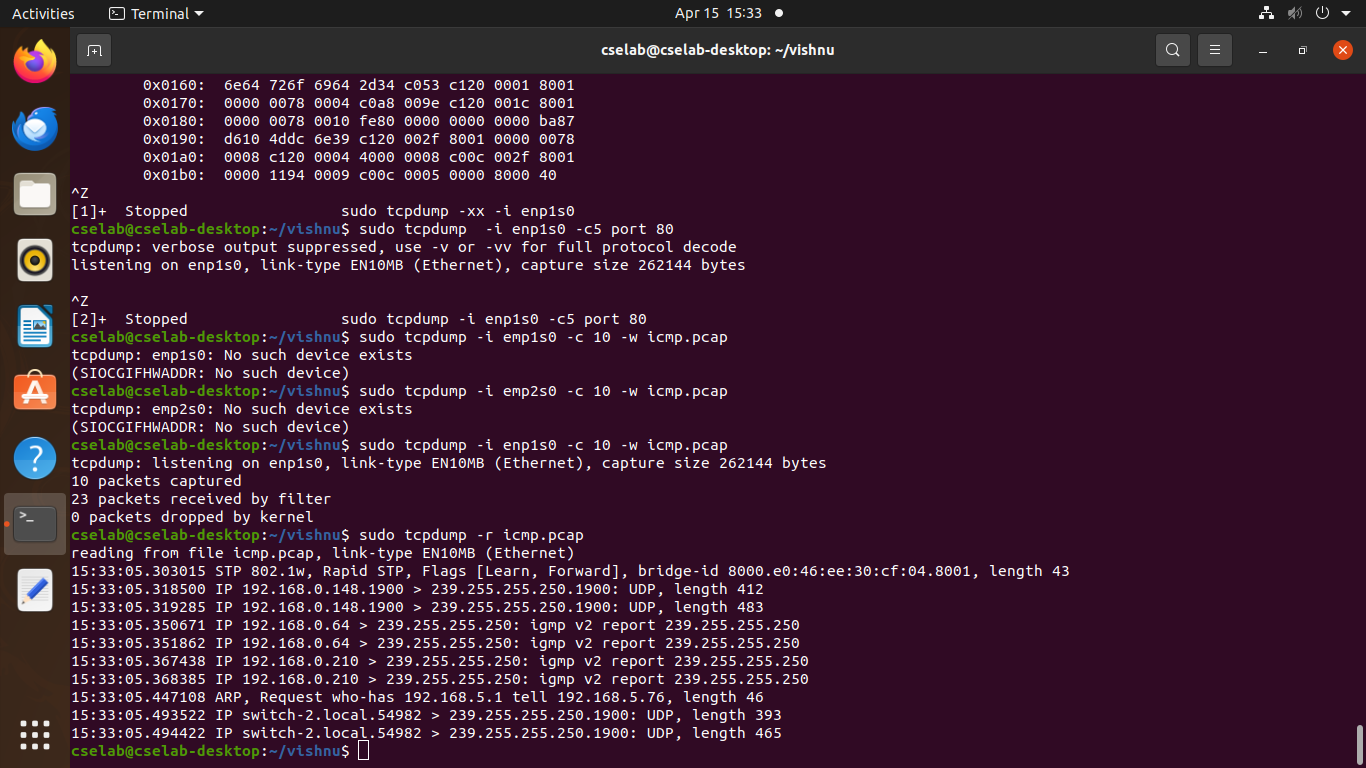 Activities
Terminal
Apr 15 15:33
cselab@cselab-desktop: ~/vishnu
0x0160: 6e64 726f 6964 2d34 c053 c120 0001 8001
0x0170: 0000 0078 0004 c0a8 009e c120 001c 8001
0x0180: 0000 0078 0010 fe80 0000 0000 0000 ba87
0x0190: d610 4ddc 6e39 c120 002f 8001 0000 0078
0x01a0: 0008 c120 0004 4000 0008 c00c 002f 8001
0x01b0: 0000 1194 0009 c00c 0005 0000 8000 40
^Z
[1]+  Stopped                 sudo tcpdump -xx -i enp1s0
cselab@cselab-desktop:~/vishnu$ sudo tcpdump  -i enp1s0 -c5 port 80
tcpdump: verbose output suppressed, use -v or -vv for full protocol decode
listening on enp1s0, link-type EN10MB (Ethernet), capture size 262144 bytes
^Z
[2]+  Stopped                 sudo tcpdump -i enp1s0 -c5 port 80
cselab@cselab-desktop:~/vishnu$ sudo tcpdump -i emp1s0 -c 10 -w icmp.pcap
tcpdump: emp1s0: No such device exists
(SIOCGIFHWADDR: No such device)
cselab@cselab-desktop:~/vishnu$ sudo tcpdump -i emp2s0 -c 10 -w icmp.pcap
tcpdump: emp2s0: No such device exists
(SIOCGIFHWADDR: No such device)
cselab@cselab-desktop:~/vishnu$ sudo tcpdump -i enp1s0 -c 10 -w icmp.pcap
tcpdump: listening on enp1s0, link-type EN10MB (Ethernet), capture size 262144 bytes
10 packets captured
23 packets received by filter
0 packets dropped by kernel
cselab@cselab-desktop:~/vishnu$ sudo tcpdump -r icmp.pcap
reading from file icmp.pcap, link-type EN10MB (Ethernet)
15:33:05.303015 STP 802.1w, Rapid STP, Flags [Learn, Forward], bridge-id 8000.e0:46:ee:30:cf:04.8001, length 43
15:33:05.318500 IP 192.168.0.148.1900 > 239.255.255.250.1900: UDP, length 412
15:33:05.319285 IP 192.168.0.148.1900 > 239.255.255.250.1900: UDP, length 483
15:33:05.350671 IP 192.168.0.64 > 239.255.255.250: igmp v2 report 239.255.255.250
15:33:05.351862 IP 192.168.0.64 > 239.255.255.250: igmp v2 report 239.255.255.250
15:33:05.367438 IP 192.168.0.210 > 239.255.255.250: igmp v2 report 239.255.255.250
15:33:05.368385 IP 192.168.0.210 > 239.255.255.250: igmp v2 report 239.255.255.250
15:33:05.447108 ARP, Request who-has 192.168.5.1 tell 192.168.5.76, length 46
15:33:05.493522 IP switch-2.local.54982 > 239.255.255.250.1900: UDP, length 393
15:33:05.494422 IP switch-2.local.54982 > 239.255.255.250.1900: UDP, length 465
cselab@cselab-desktop:~/vishnu$